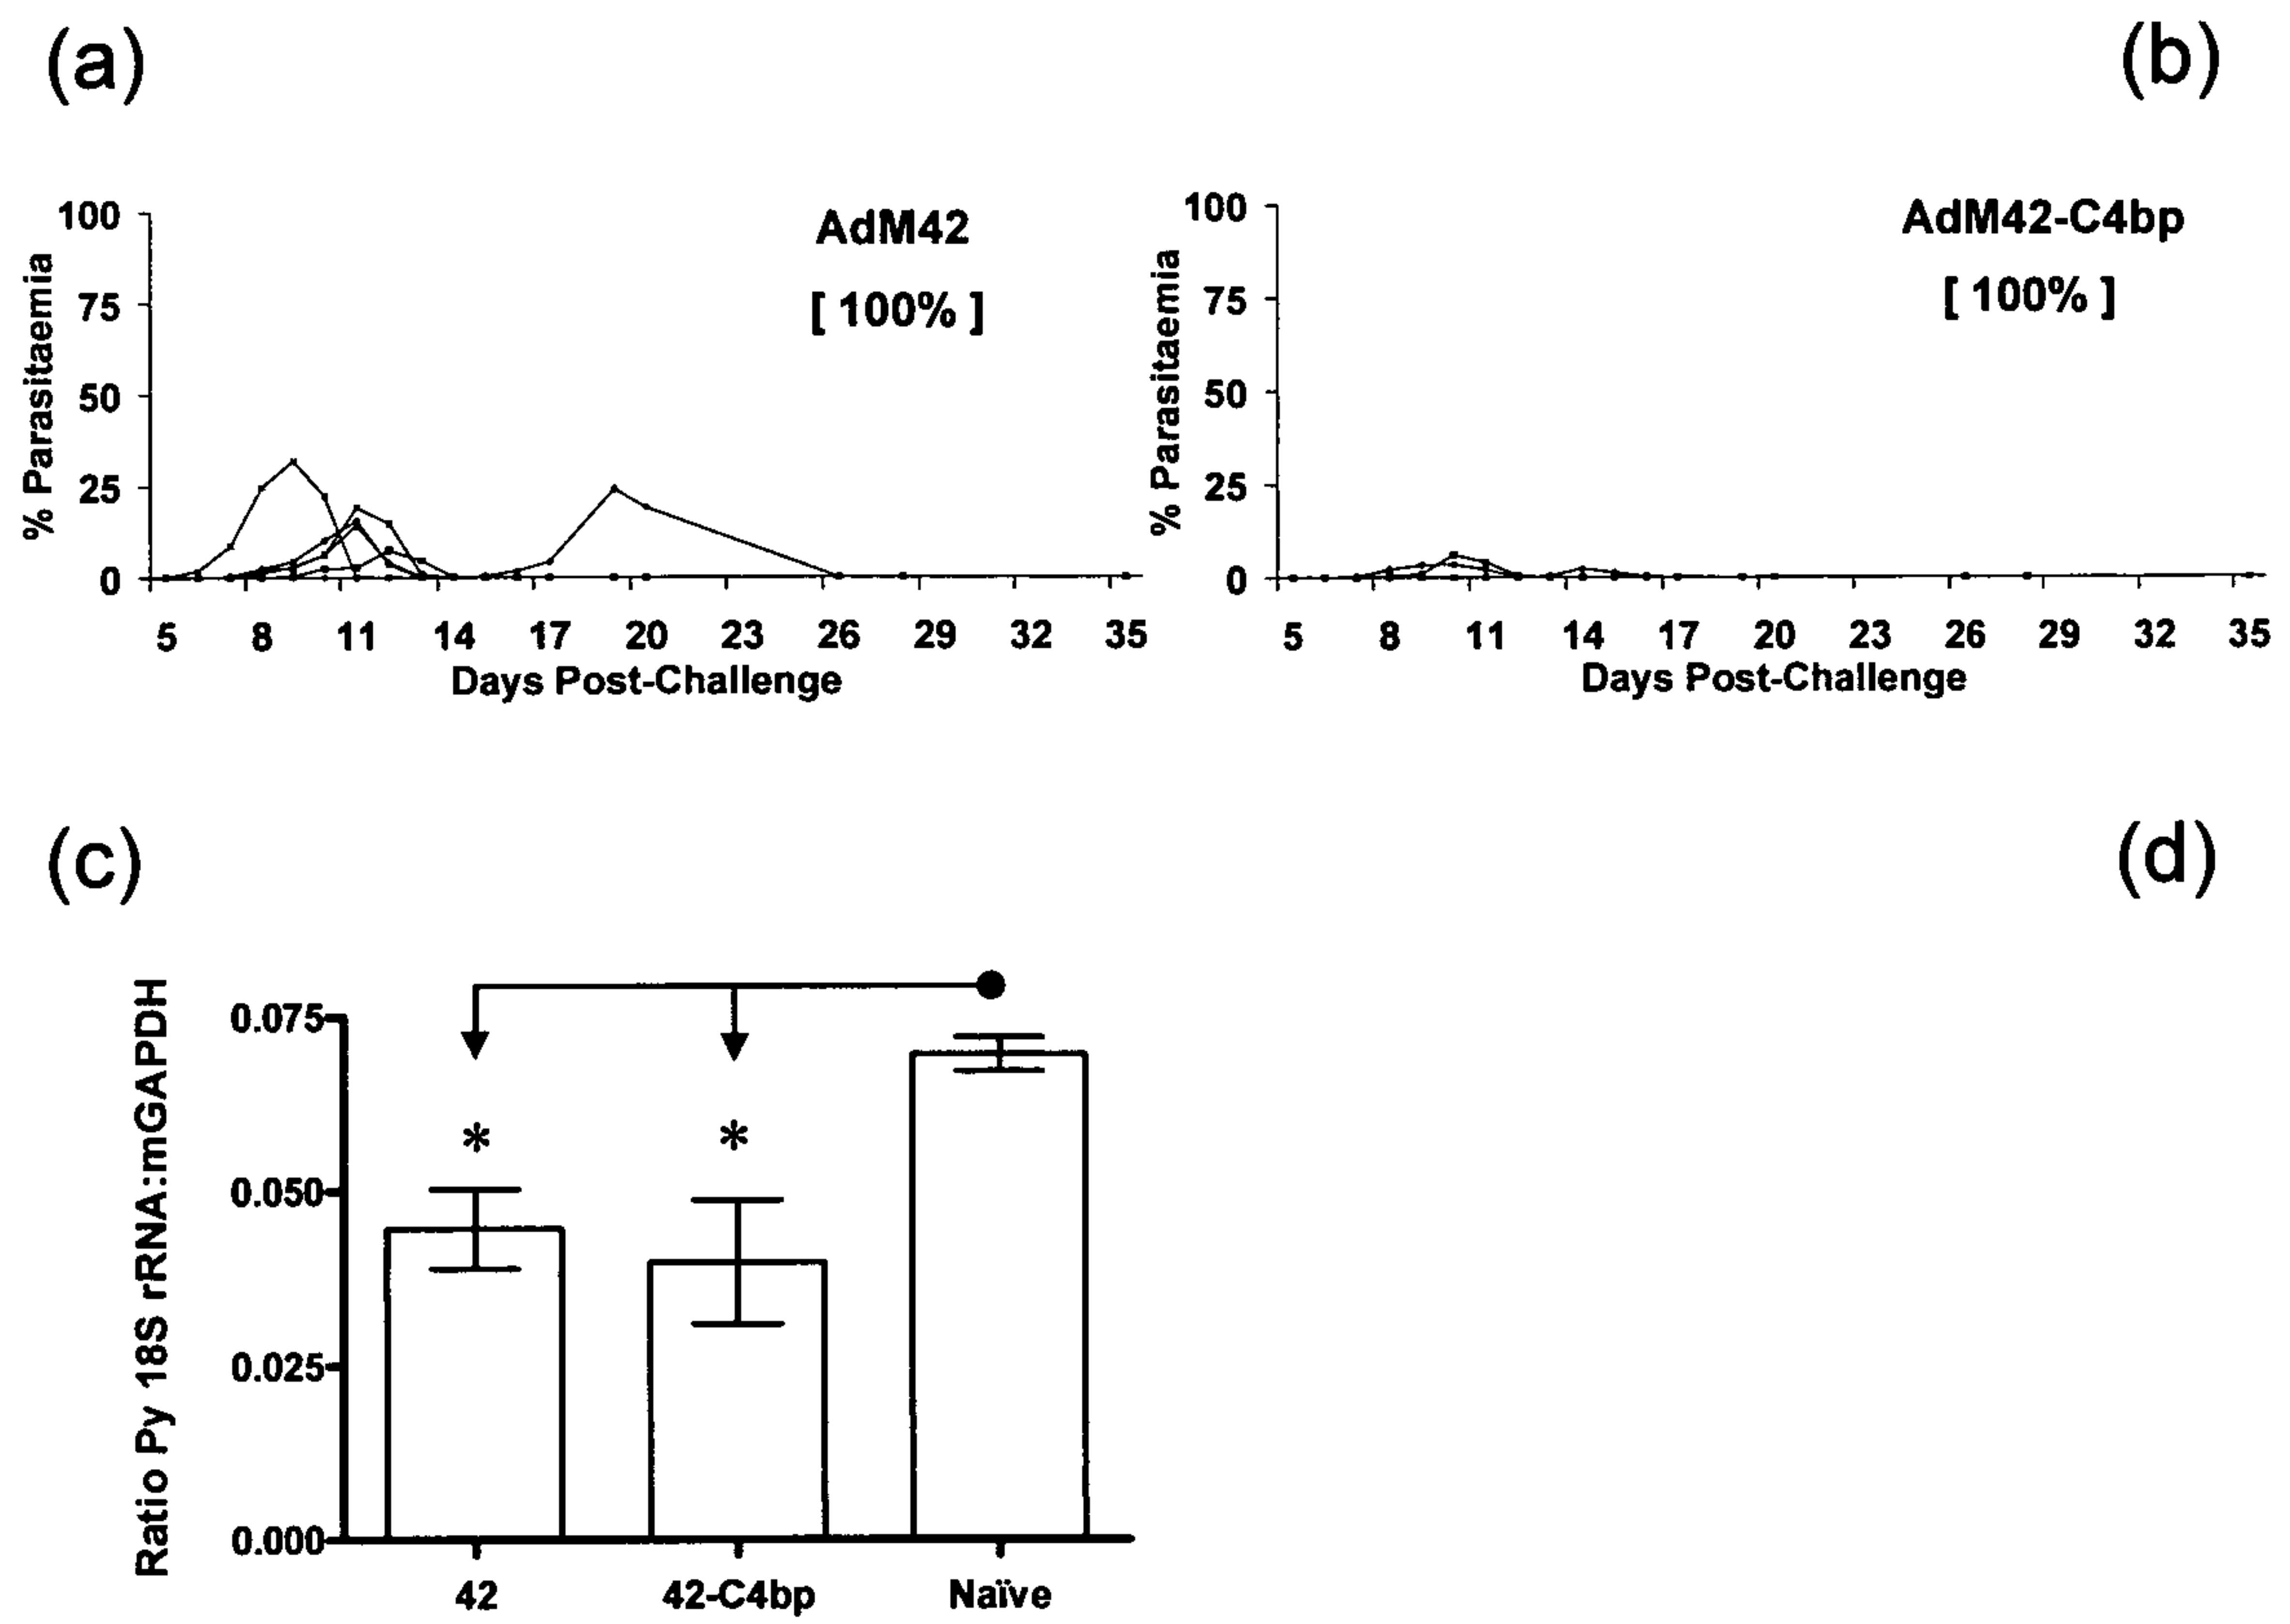 (a)
(b)
AdM42
[ 100% ]
% Parasitaemia
100
75
50
25
0
5 8 11 14 17 20 23 26 29 32 35
Days Post-Challenge
AdM42-C4bp
[ 100% ]
% Parasitaemia
100
75
50
25
0
5 8 11 14 17 20 23 26 29 32 35
Days Post-Challenge
(c)
(d)
Ratio Py 18S rRNA:mGAPDH
0.075
0.050
0.025
0.000
* *
42 42-C4bp Naïve